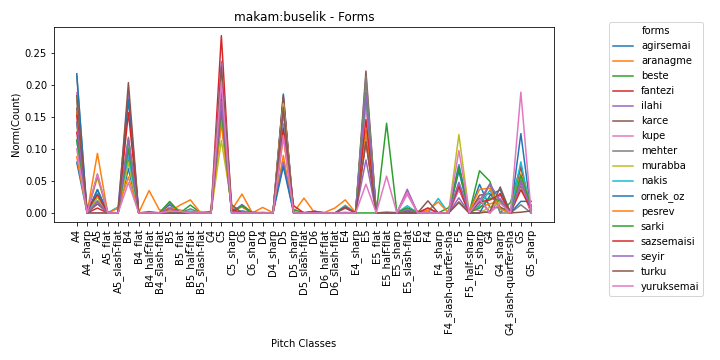 makam:buselik - Forms
Norm(Count)
0.25
0.20
0.15
0.10
0.05
0.00
A4
A4_sharp
A5
A5_flat
A5_slash-flat
B4
B4_flat
B4_half-flat
B4_slash-flat
B5
B5_flat
B5_half-flat
B5_slash-flat
C4
C5
C5_sharp
C6
C6_sharp
D4
D4_sharp
D5
D5_sharp
D5_slash-flat
D6
D6_half-flat
D6_slash-flat
E4
E4_sharp
E5
E5_flat
E5_half-flat
E5_sharp
E5_slash-flat
E6
F4
F4_sharp
F4_slash-quarter-sha
F5
F5_half-sharp
F5_sharp
G4
G4_sharp
G4_slash-quarter-sha
G5
G5_sharp
Pitch Classes
forms
agirsemai
aranagme
beste
fantezi
ilahi
karce
kupe
mehter
murabba
nakis
ornek_oz
pesrev
sarki
sazsemaisi
seyir
turku
yuruksemai